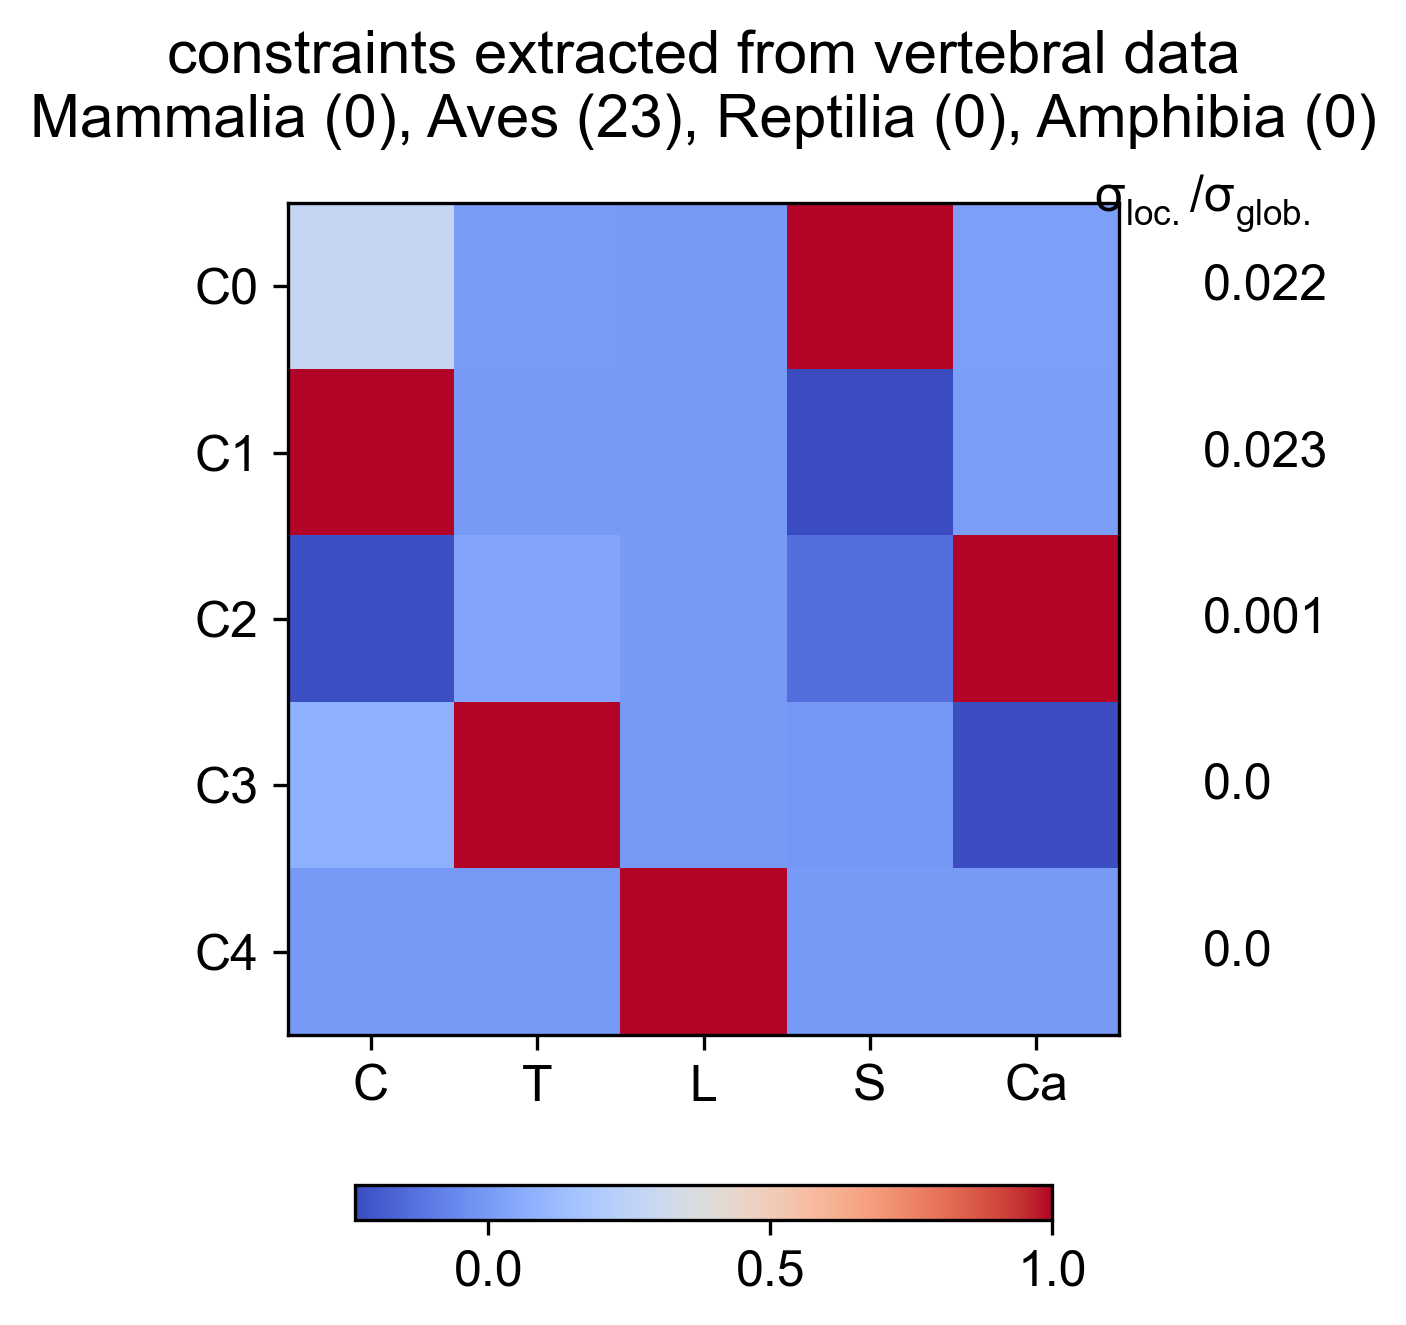 constraints extracted from vertebral data
Mammalia (0), Aves (23), Reptilia (0), Amphibia (0)
σloc. /σglob.
C0 0.022
C1 0.023
C2 0.001
C3 0.0
C4 0.0
C T L S Ca
0.0 0.5 1.0